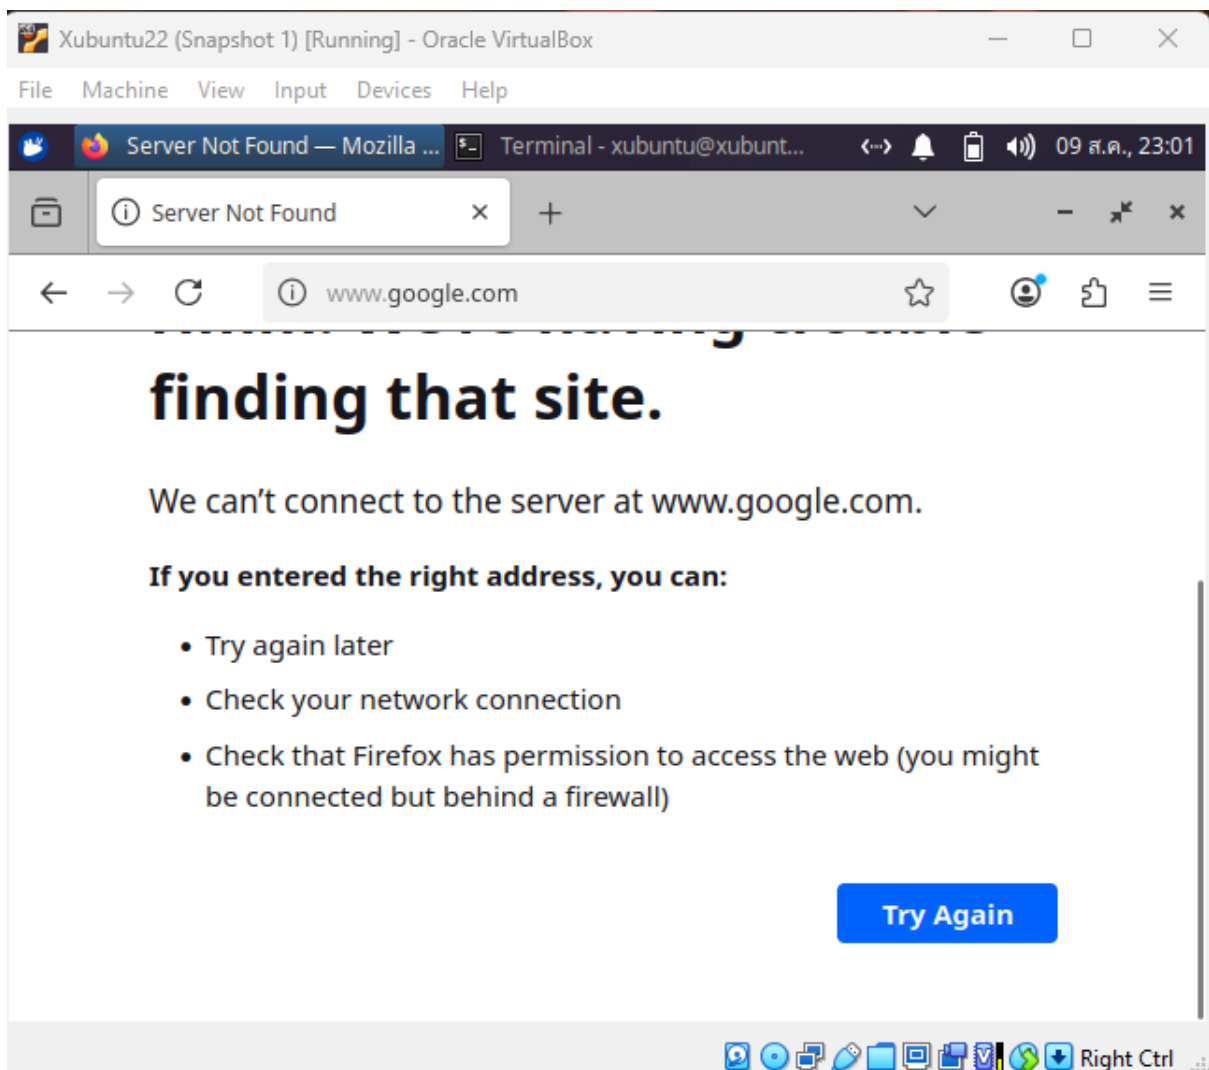 Xubuntu22 (Snapshot 1) [Running] - Oracle VirtualBox
File Machine View Input Devices Help
Server Not Found — Mozilla ... Terminal - xubuntu@xubunt... 09 ส.ค., 23:01
Server Not Found
www.google.com
finding that site.
We can’t connect to the server at www.google.com.
If you entered the right address, you can:
• Try again later
• Check your network connection
• Check that Firefox has permission to access the web (you might
be connected but behind a firewall)
Try Again
Right Ctrl